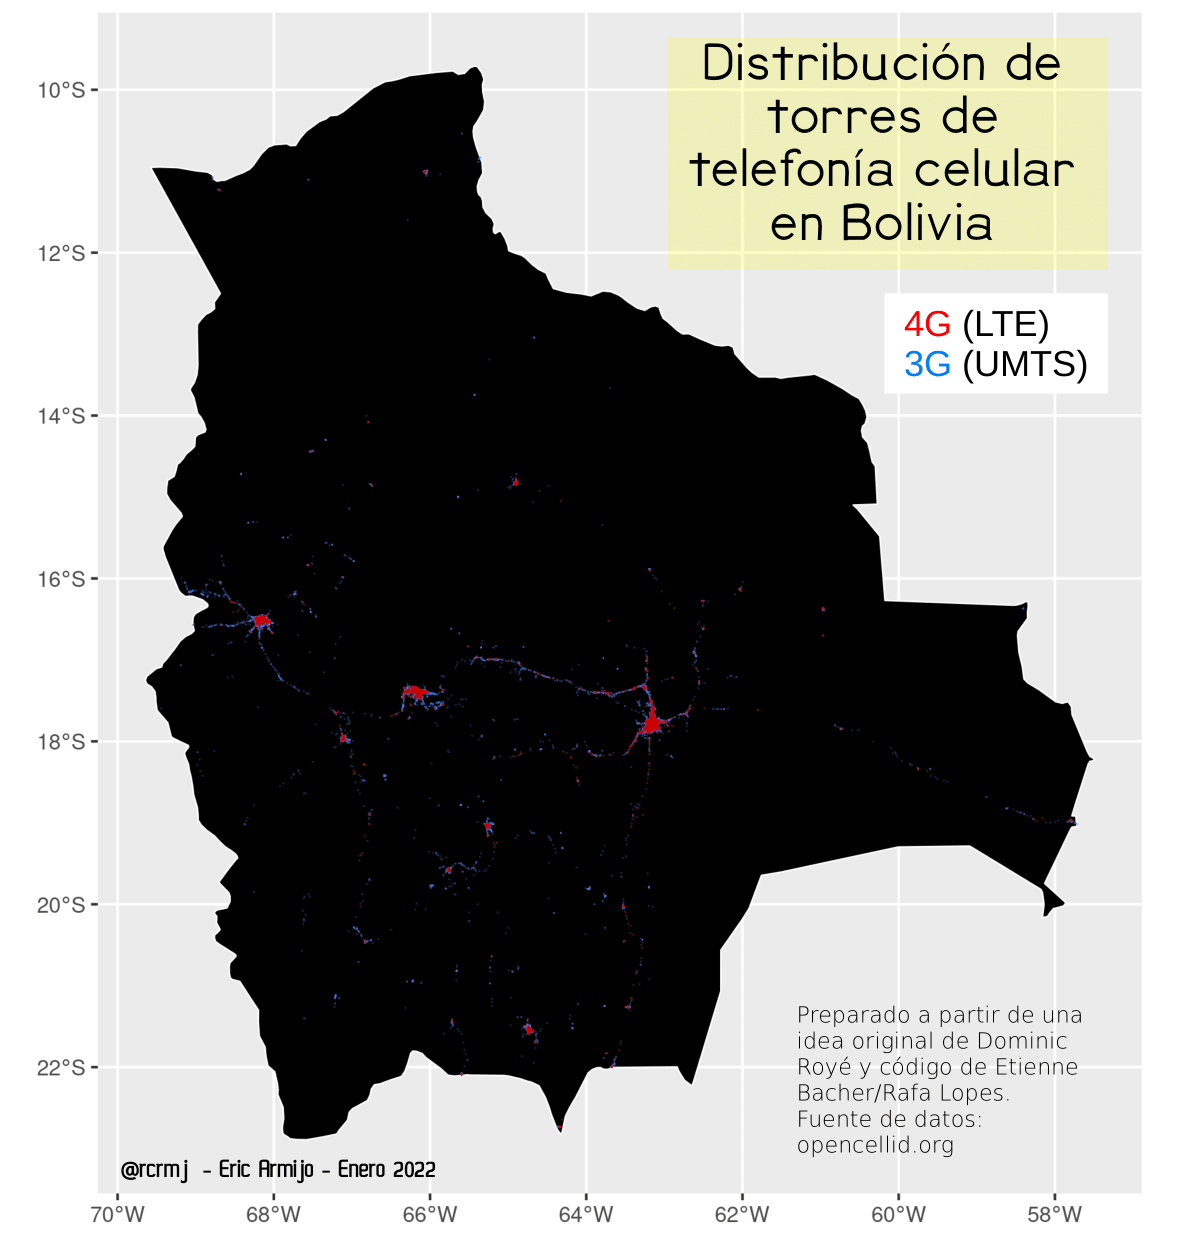 Distribución de
torres de
telefonía celular
en Bolivia
4G (LTE)
3G (UMTS)
10°S
12°S
14°S
16°S
18°S
20°S
22°S
Preparado a partir de una
idea original de Dominic
Royé y código de Etienne
Bacher/Rafa Lopes.
Fuente de datos:
opencellid.org
@rcrmj - Eric Armijo - Enero 2022
70°W
68°W
66°W
64°W
62°W
60°W
58°W